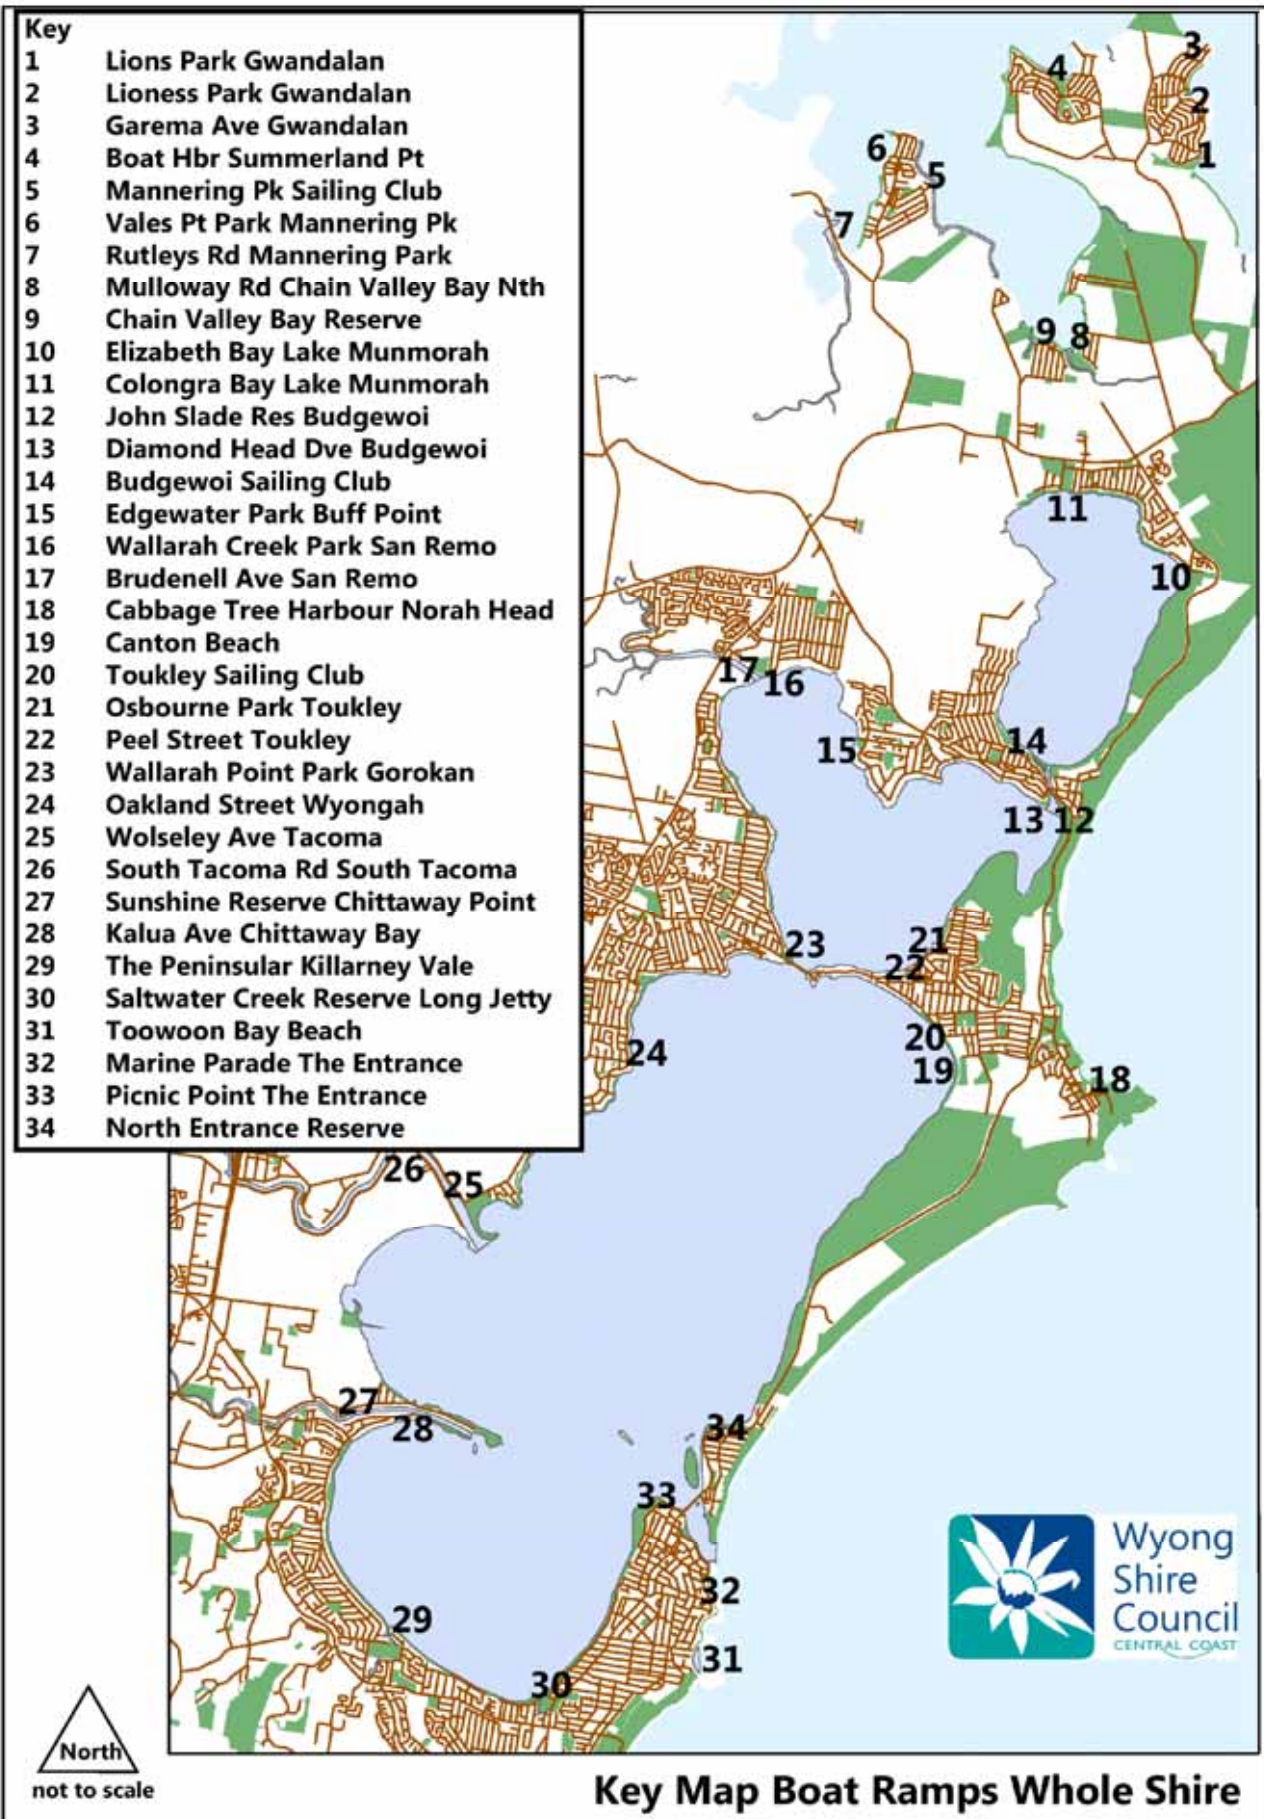 Key
1 Lions Park Gwandalan
2 Lioness Park Gwandalan
3 Garema Ave Gwandalan
4 Boat Hbr Summerland Pt
5 Mannering Pk Sailing Club
6 Vales Pt Park Mannering Pk
7 Rutleys Rd Mannering Park
8 Mulloway Rd Chain Valley Bay Nth
9 Chain Valley Bay Reserve
10 Elizabeth Bay Lake Munmorah
11 Colongra Bay Lake Munmorah
12 John Slade Res Budgewoi
13 Diamond Head Dve Budgewoi
14 Budgewoi Sailing Club
15 Edgewater Park Buff Point
16 Wallarah Creek Park San Remo
17 Brudenell Ave San Remo
18 Cabbage Tree Harbour Norah Head
19 Canton Beach
20 Toukley Sailing Club
21 Osbourne Park Toukley
22 Peel Street Toukley
23 Wallarah Point Park Gorokan
24 Oakland Street Wyongah
25 Wolseley Ave Tacoma
26 South Tacoma Rd South Tacoma
27 Sunshine Reserve Chittaway Point
28 Kalua Ave Chittaway Bay
29 The Peninsular Killarney Vale
30 Saltwater Creek Reserve Long Jetty
31 Toowoon Bay Beach
32 Marine Parade The Entrance
33 Picnic Point The Entrance
34 North Entrance Reserve
3
4
2
6
1
5
7
9 8
11
10
17
16
14
15
13 12
21
23
22
20
24
19
18
26
25
27
28
34
33
32
29
31
30
Wyong
Shire
Council
CENTRAL COAST
North
not to scale
Key Map Boat Ramps Whole Shire